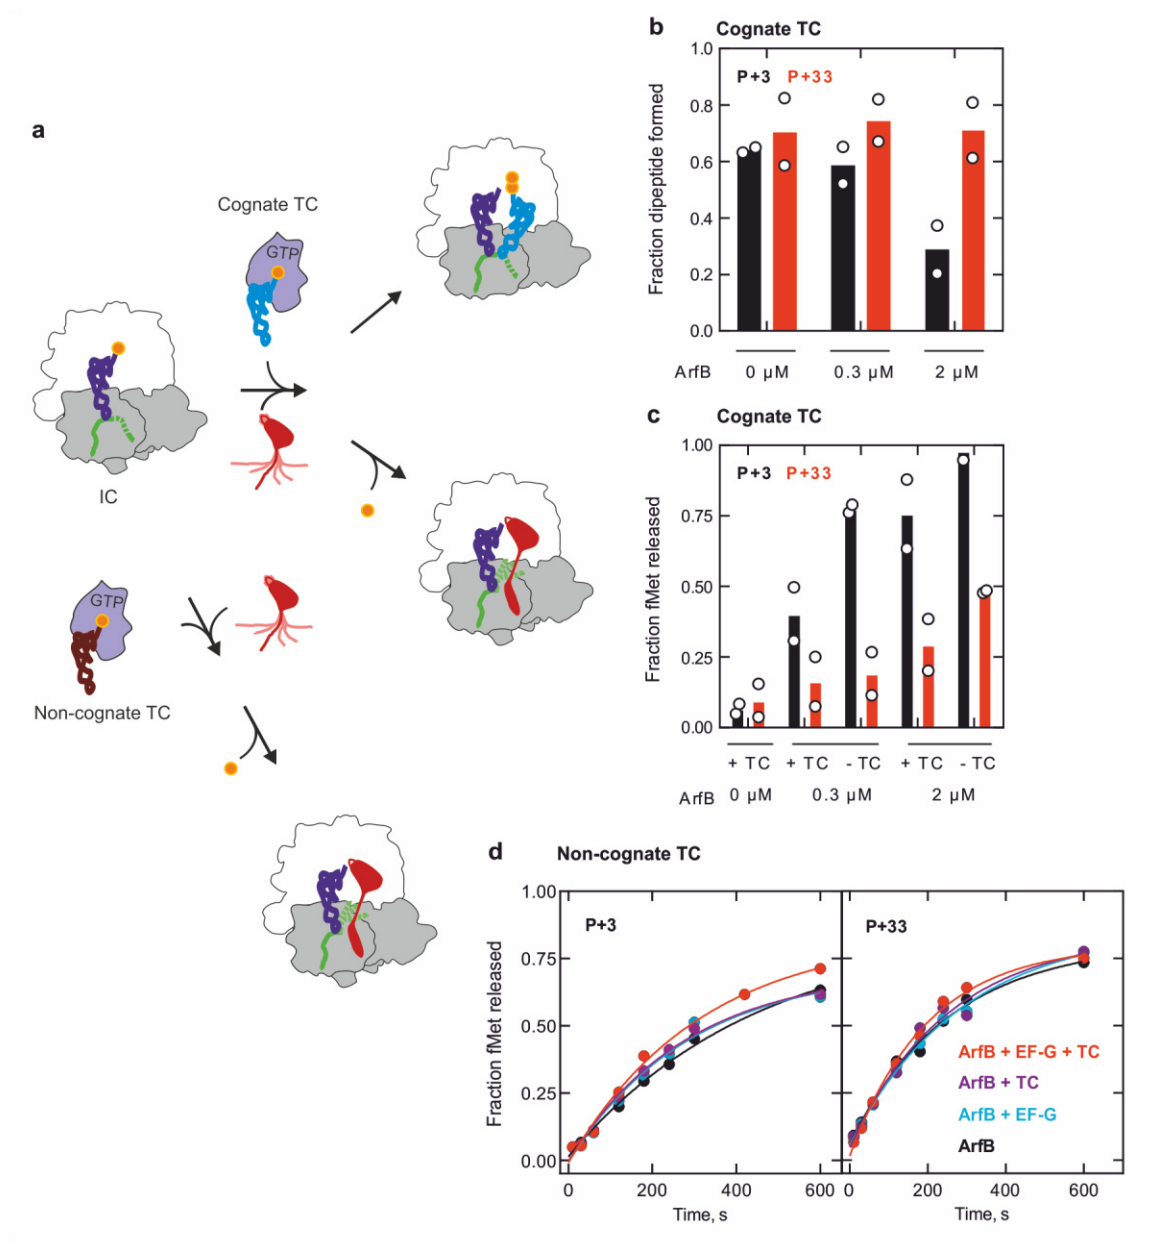 a
Cognate TC
GTP
IC
GTP
Non-cognate TC
b
Cognate TC
P+3 P+33
Fraction dipeptide formed
1.0
0.8
0.6
0.4
0.2
0.0
ArfB 0 µM 0.3 µM 2 µM
c
Cognate TC
P+3 P+33
Fraction fMet released
1.00
0.75
0.50
0.25
0.00
+ TC + TC - TC + TC - TC
ArfB 0 µM 0.3 µM 2 µM
d
Non-cognate TC
P+3
P+33
Fraction fMet released
1.00
0.75
0.50
0.25
0.00
ArfB + EF-G + TC
ArfB + TC
ArfB + EF-G
ArfB
0 200 400 600 0 200 400 600
Time, s Time, s